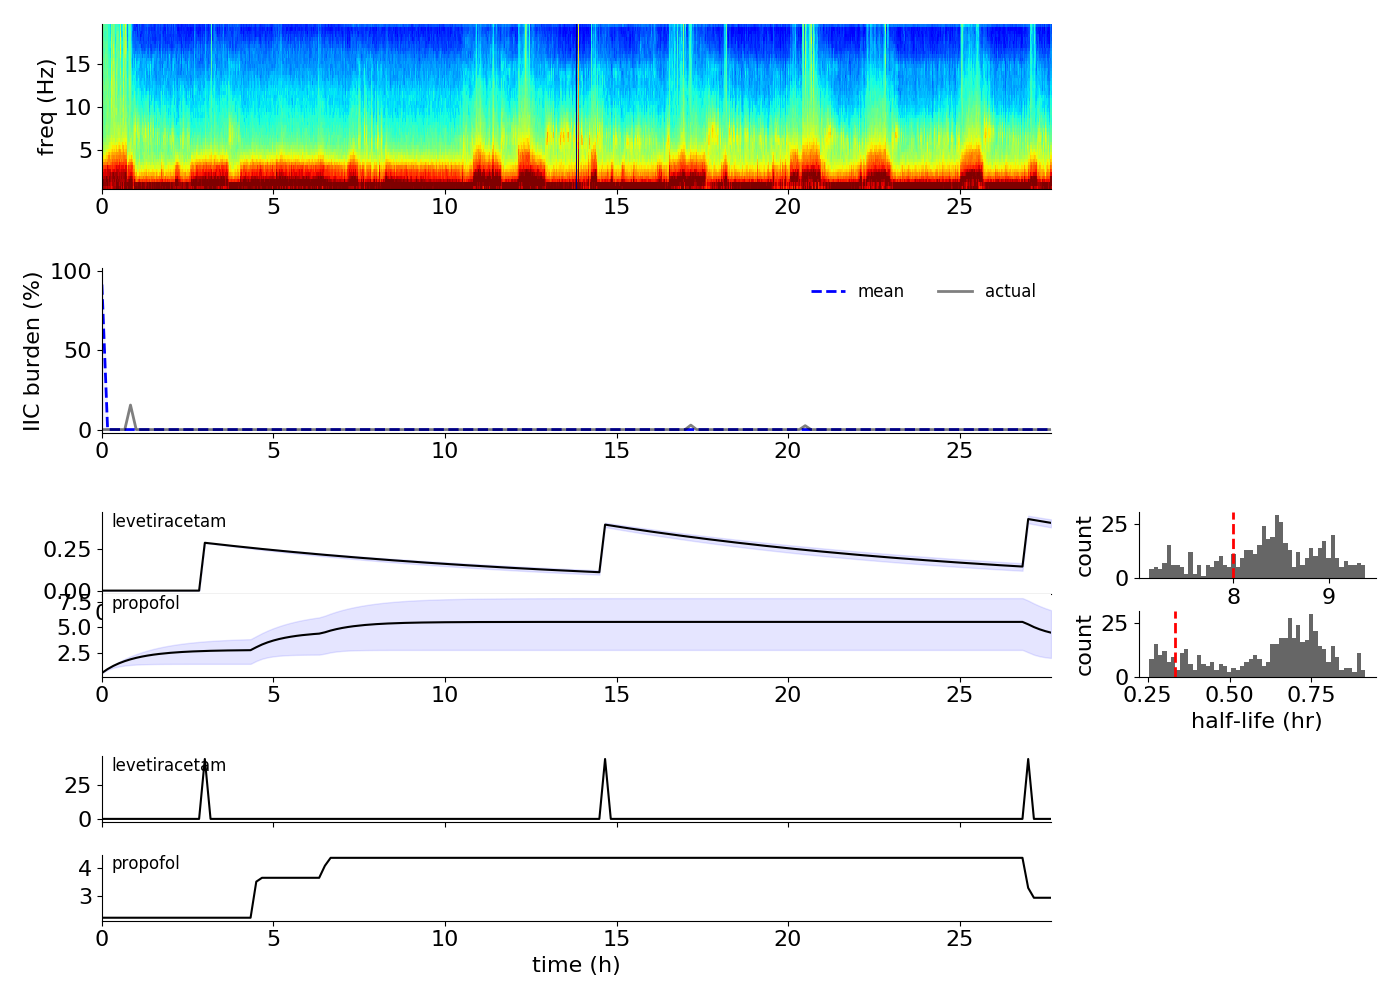 15
10
5
freq (Hz)
0 5 10 15 20 25
100
50
0
IIC burden (%)
mean actual
0 5 10 15 20 25
levetiracetam
0.25
0.00
0
25
0
count
8 9
propofol
7.5
5.0
2.5
0 5 10 15 20 25
25
0
count
0.25 0.50 0.75
half-life (hr)
levetiracetam
25
0
propofol
4
3
0 5 10 15 20 25
time (h)